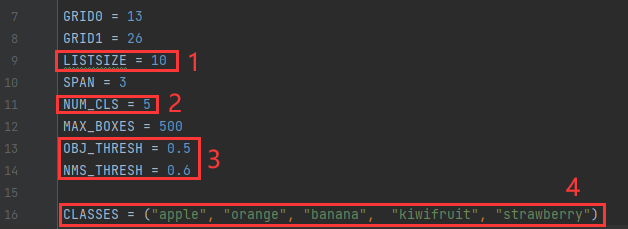 7 GRID0 = 13
8 GRID1 = 26
9 LISTSIZE = 10 1
10 SPAN = 3
11 NUM_CLS = 5 2
12 MAX_BOXES = 500
13 OBJ_THRESH = 0.5 3
14 NMS_THRESH = 0.6
15
4
16 CLASSES = ("apple", "orange", "banana",  "kiwifruit", "strawberry")